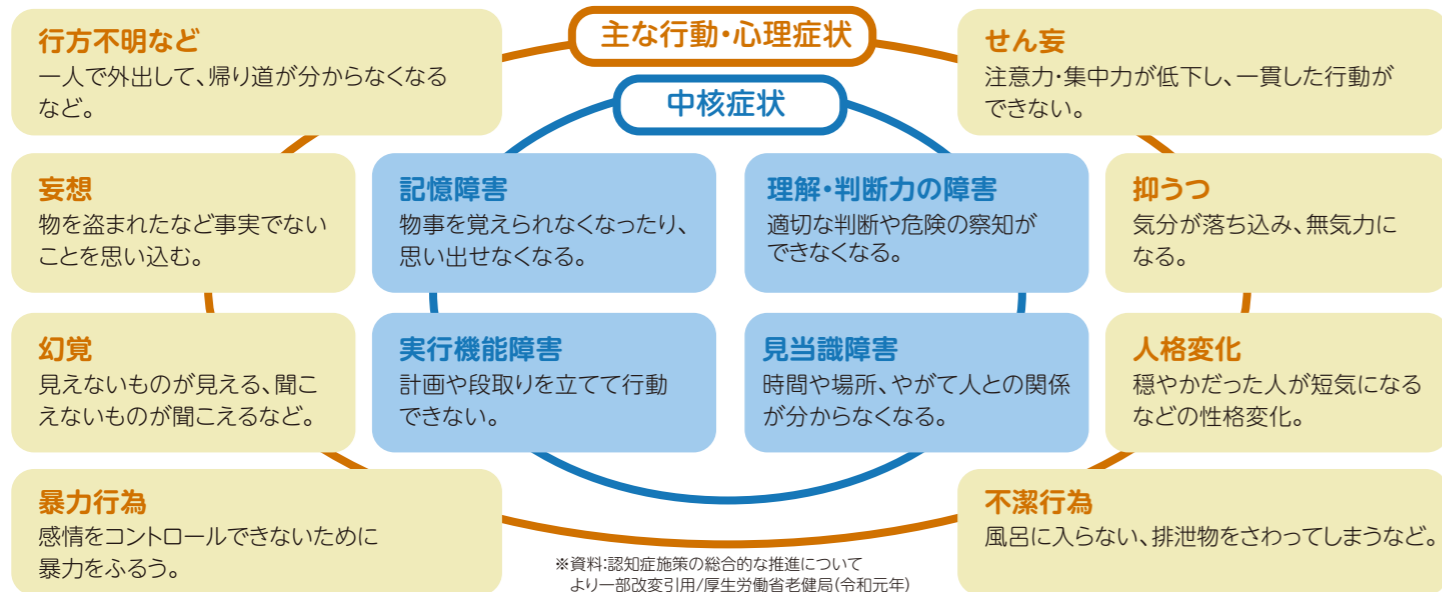 主な行動・心理症状
中核症状
行方不明など
一人で外出して、帰り道が分からなくなる
など。
せん妄
注意力・集中力が低下し、一貫した行動が
できない。
妄想
物を盗まれたなど事実でない
ことを思い込む。
記憶障害
物事を覚えられなくなったり、
思い出せなくなる。
理解・判断力の障害
適切な判断や危険の察知が
できなくなる。
抑うつ
気分が落ち込み、無気力に
なる。
幻覚
見えないものが見える、聞こ
えないものが聞こえるなど。
実行機能障害
計画や段取りを立てて行動
できない。
見当識障害
時間や場所、やがて人との関係
が分からなくなる。
人格変化
穏やかだった人が短気になる
などの性格変化。
暴力行為
感情をコントロールできないために
暴力をふるう。
不潔行為
風呂に入らない、排泄物をさわってしまうなど。
※資料:認知症施策の総合的な推進について
より一部改変引用/厚生労働省老健局(令和元年)